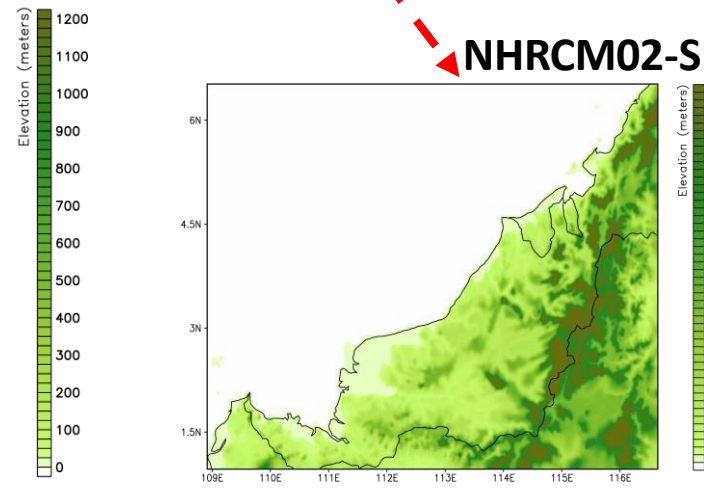 NHRCM02-S
Elevation (meters)
1200
1100
1000
900
800
700
600
500
400
300
200
100
0
6N
4.5N
3N
1.5N
109E 110E 111E 112E 113E 114E 115E 116E
Elevation (meters)